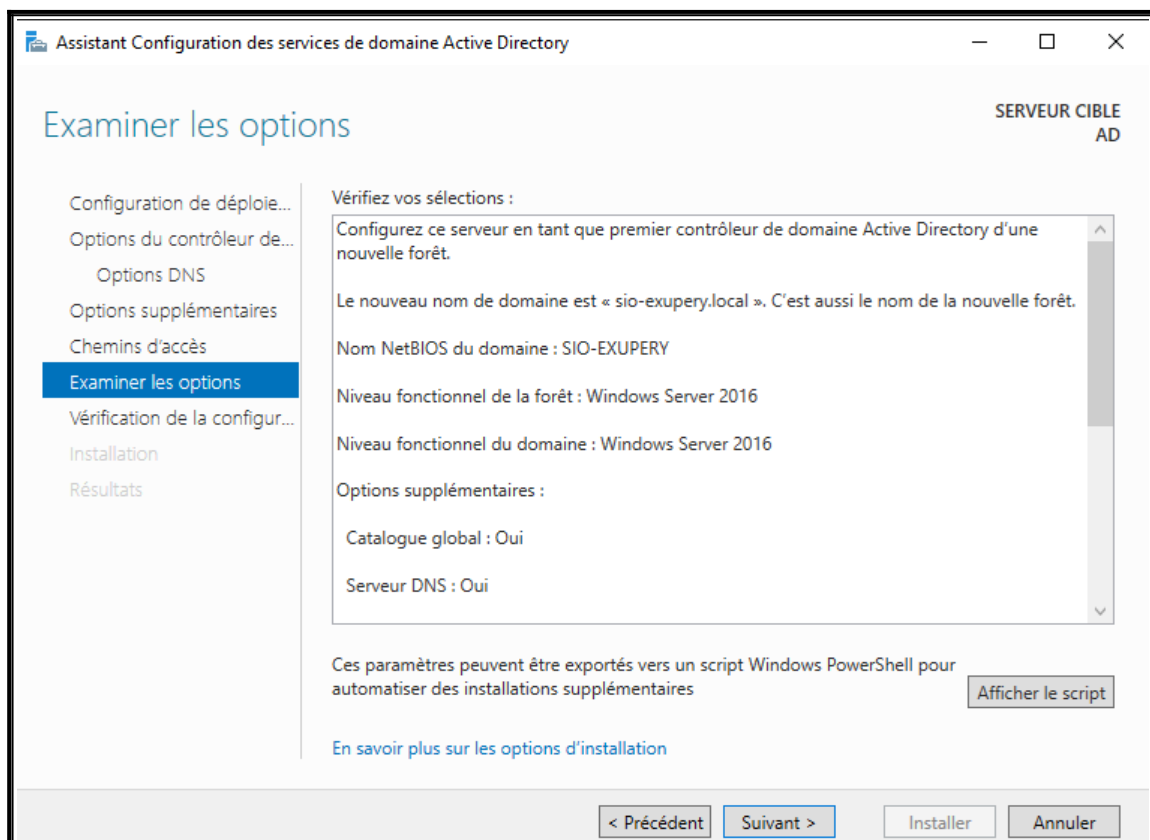 Assistant Configuration des services de domaine Active Directory
Examiner les options
SERVEUR CIBLE
AD
Configuration de déploie...
Options du contrôleur de...
Options DNS
Options supplémentaires
Chemins d'accès
Examiner les options
Vérification de la configur...
Installation
Résultats
Vérifiez vos sélections :
Configurez ce serveur en tant que premier contrôleur de domaine Active Directory d'une
nouvelle forêt.
Le nouveau nom de domaine est « sio-exupery.local ». C'est aussi le nom de la nouvelle forêt.
Nom NetBIOS du domaine : SIO-EXUPERY
Niveau fonctionnel de la forêt : Windows Server 2016
Niveau fonctionnel du domaine : Windows Server 2016
Options supplémentaires :
Catalogue global : Oui
Serveur DNS : Oui
Ces paramètres peuvent être exportés vers un script Windows PowerShell pour
automatiser des installations supplémentaires
Afficher le script
En savoir plus sur les options d'installation
< Précédent
Suivant >
Installer
Annuler